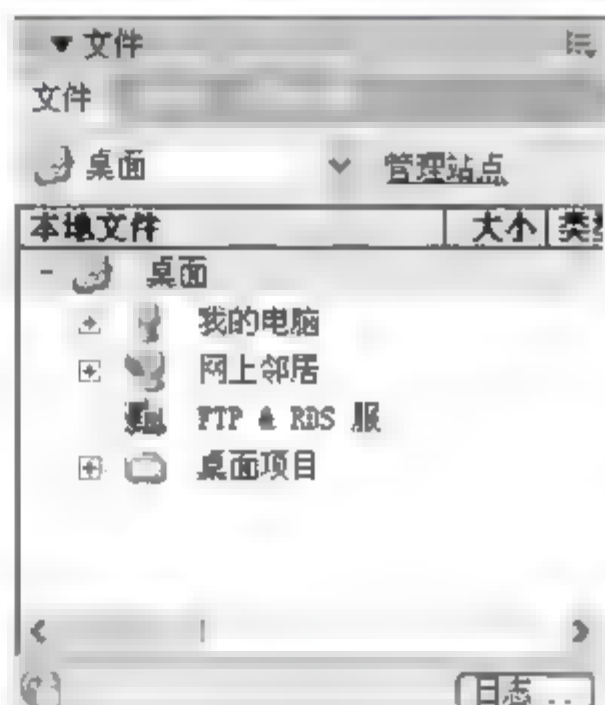 文件
文件
桌面 管理站点
本地文件 大小 类
桌面
我的电脑
网上邻居
FTP & RDS 服
桌面项目
日志...